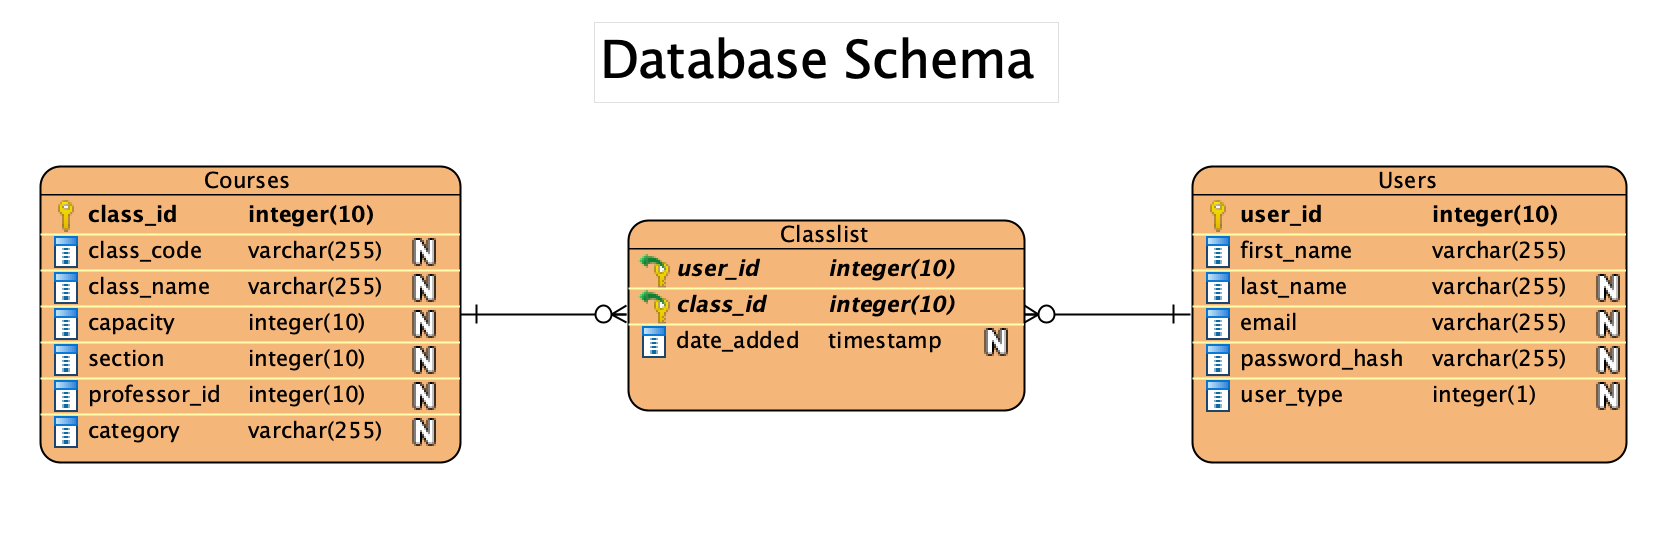 Database Schema
Courses
class_id integer(10)
class_code varchar(255) N
class_name varchar(255) N
capacity integer(10) N
section integer(10) N
professor_id integer(10) N
category varchar(255) N
Classlist
user_id integer(10)
class_id integer(10)
date_added timestamp N
Users
user_id integer(10)
first_name varchar(255)
last_name varchar(255) N
email varchar(255) N
password_hash varchar(255) N
user_type integer(1) N